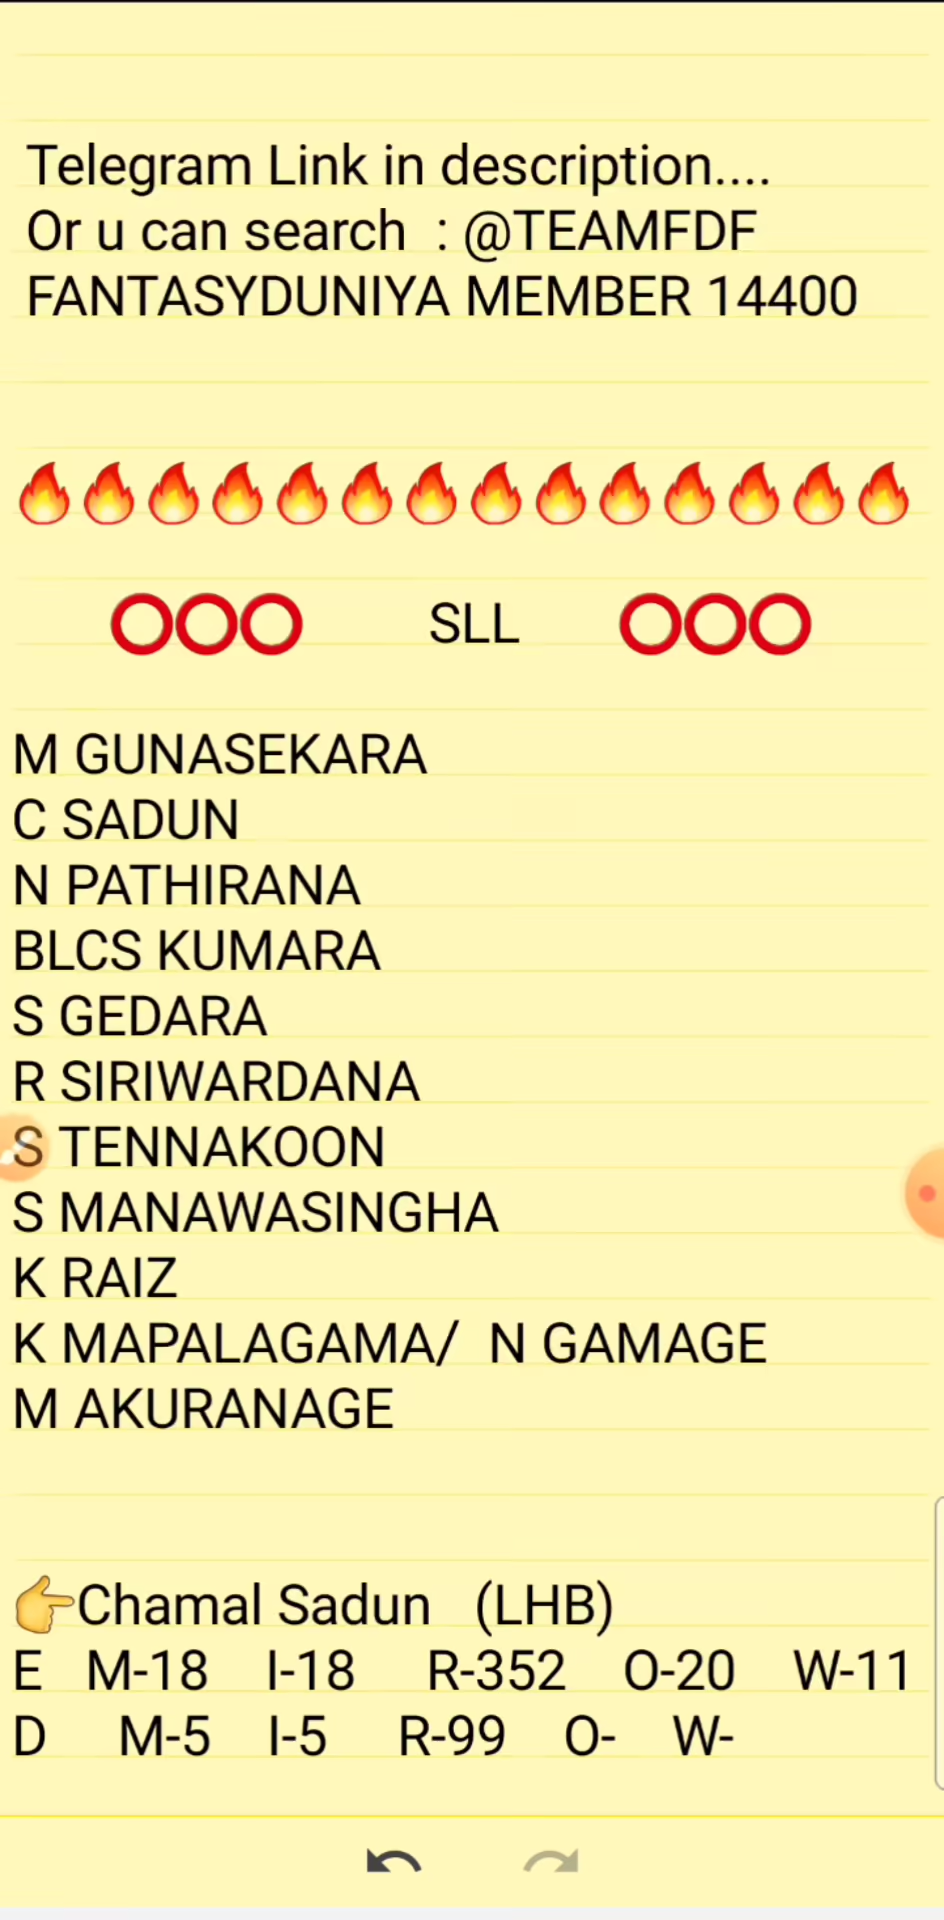 Telegram Link in description....
Or u can search : @TEAMFDF
FANTASYDUNIYA MEMBER 14400
🔥🔥🔥🔥🔥🔥🔥🔥🔥🔥🔥🔥🔥🔥
⭕⭕⭕ SLL ⭕⭕⭕
M GUNASEKARA
C SADUN
N PATHIRANA
BLCS KUMARA
S GEDARA
R SIRIWARDANA
S TENNAKOON
S MANAWASINGHA
K RAIZ
K MAPALAGAMA/ N GAMAGE
M AKURANAGE
👉Chamal Sadun (LHB)
E M-18 I-18 R-352 O-20 W-11
D M-5 I-5 R-99 O- W-